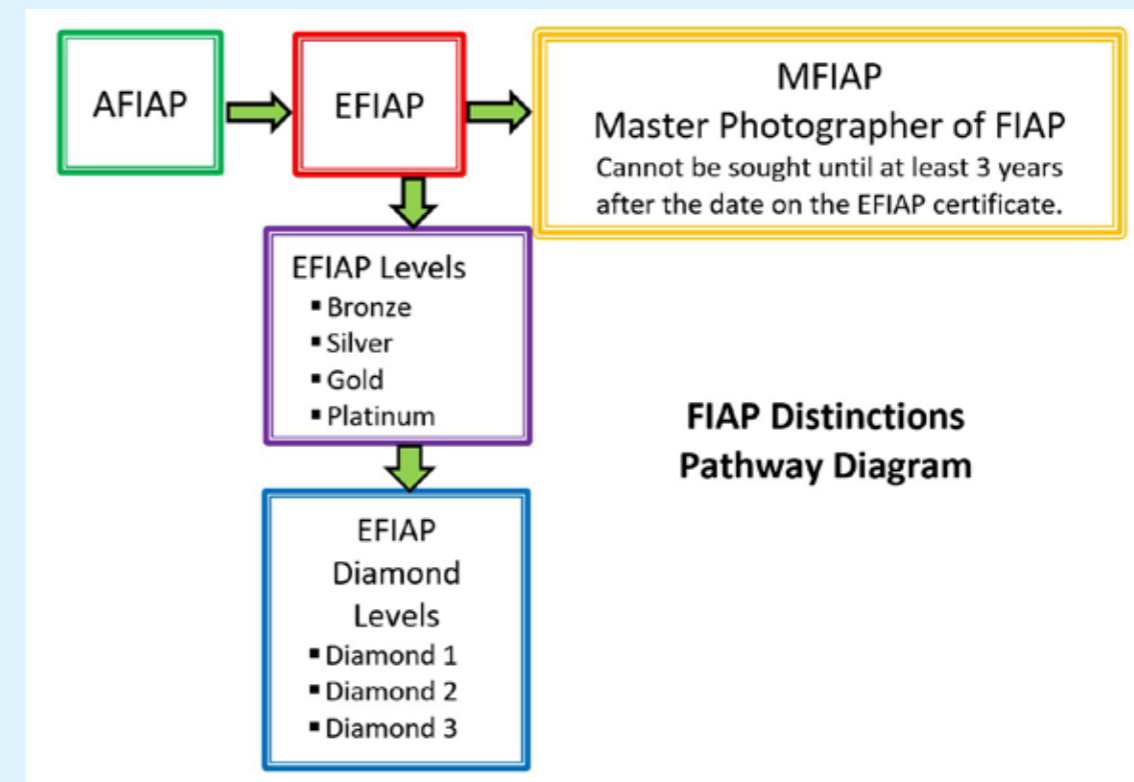 AFIAP
EFIAP
MFIAP
Master Photographer of FIAP
Cannot be sought until at least 3 years
after the date on the EFIAP certificate.
EFIAP Levels
▪ Bronze
▪ Silver
▪ Gold
▪ Platinum
FIAP Distinctions
Pathway Diagram
EFIAP
Diamond
Levels
▪ Diamond 1
▪ Diamond 2
▪ Diamond 3